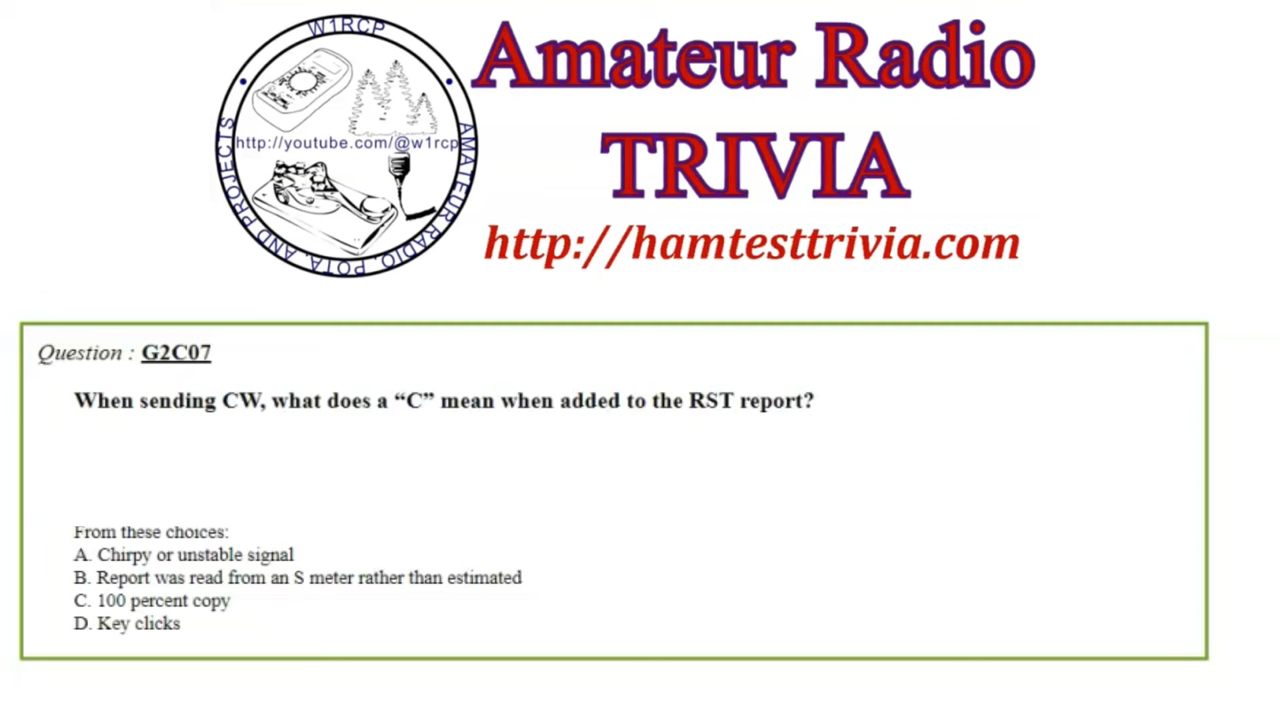 W1RCP
AMATEUR RADIO, POTA, AND PROJECTS
http://youtube.com/@w1rcp
Amateur Radio
TRIVIA
http://hamtesttrivia.com
Question : G2C07
When sending CW, what does a “C” mean when added to the RST report?
From these choices:
A. Chirpy or unstable signal
B. Report was read from an S meter rather than estimated
C. 100 percent copy
D. Key clicks